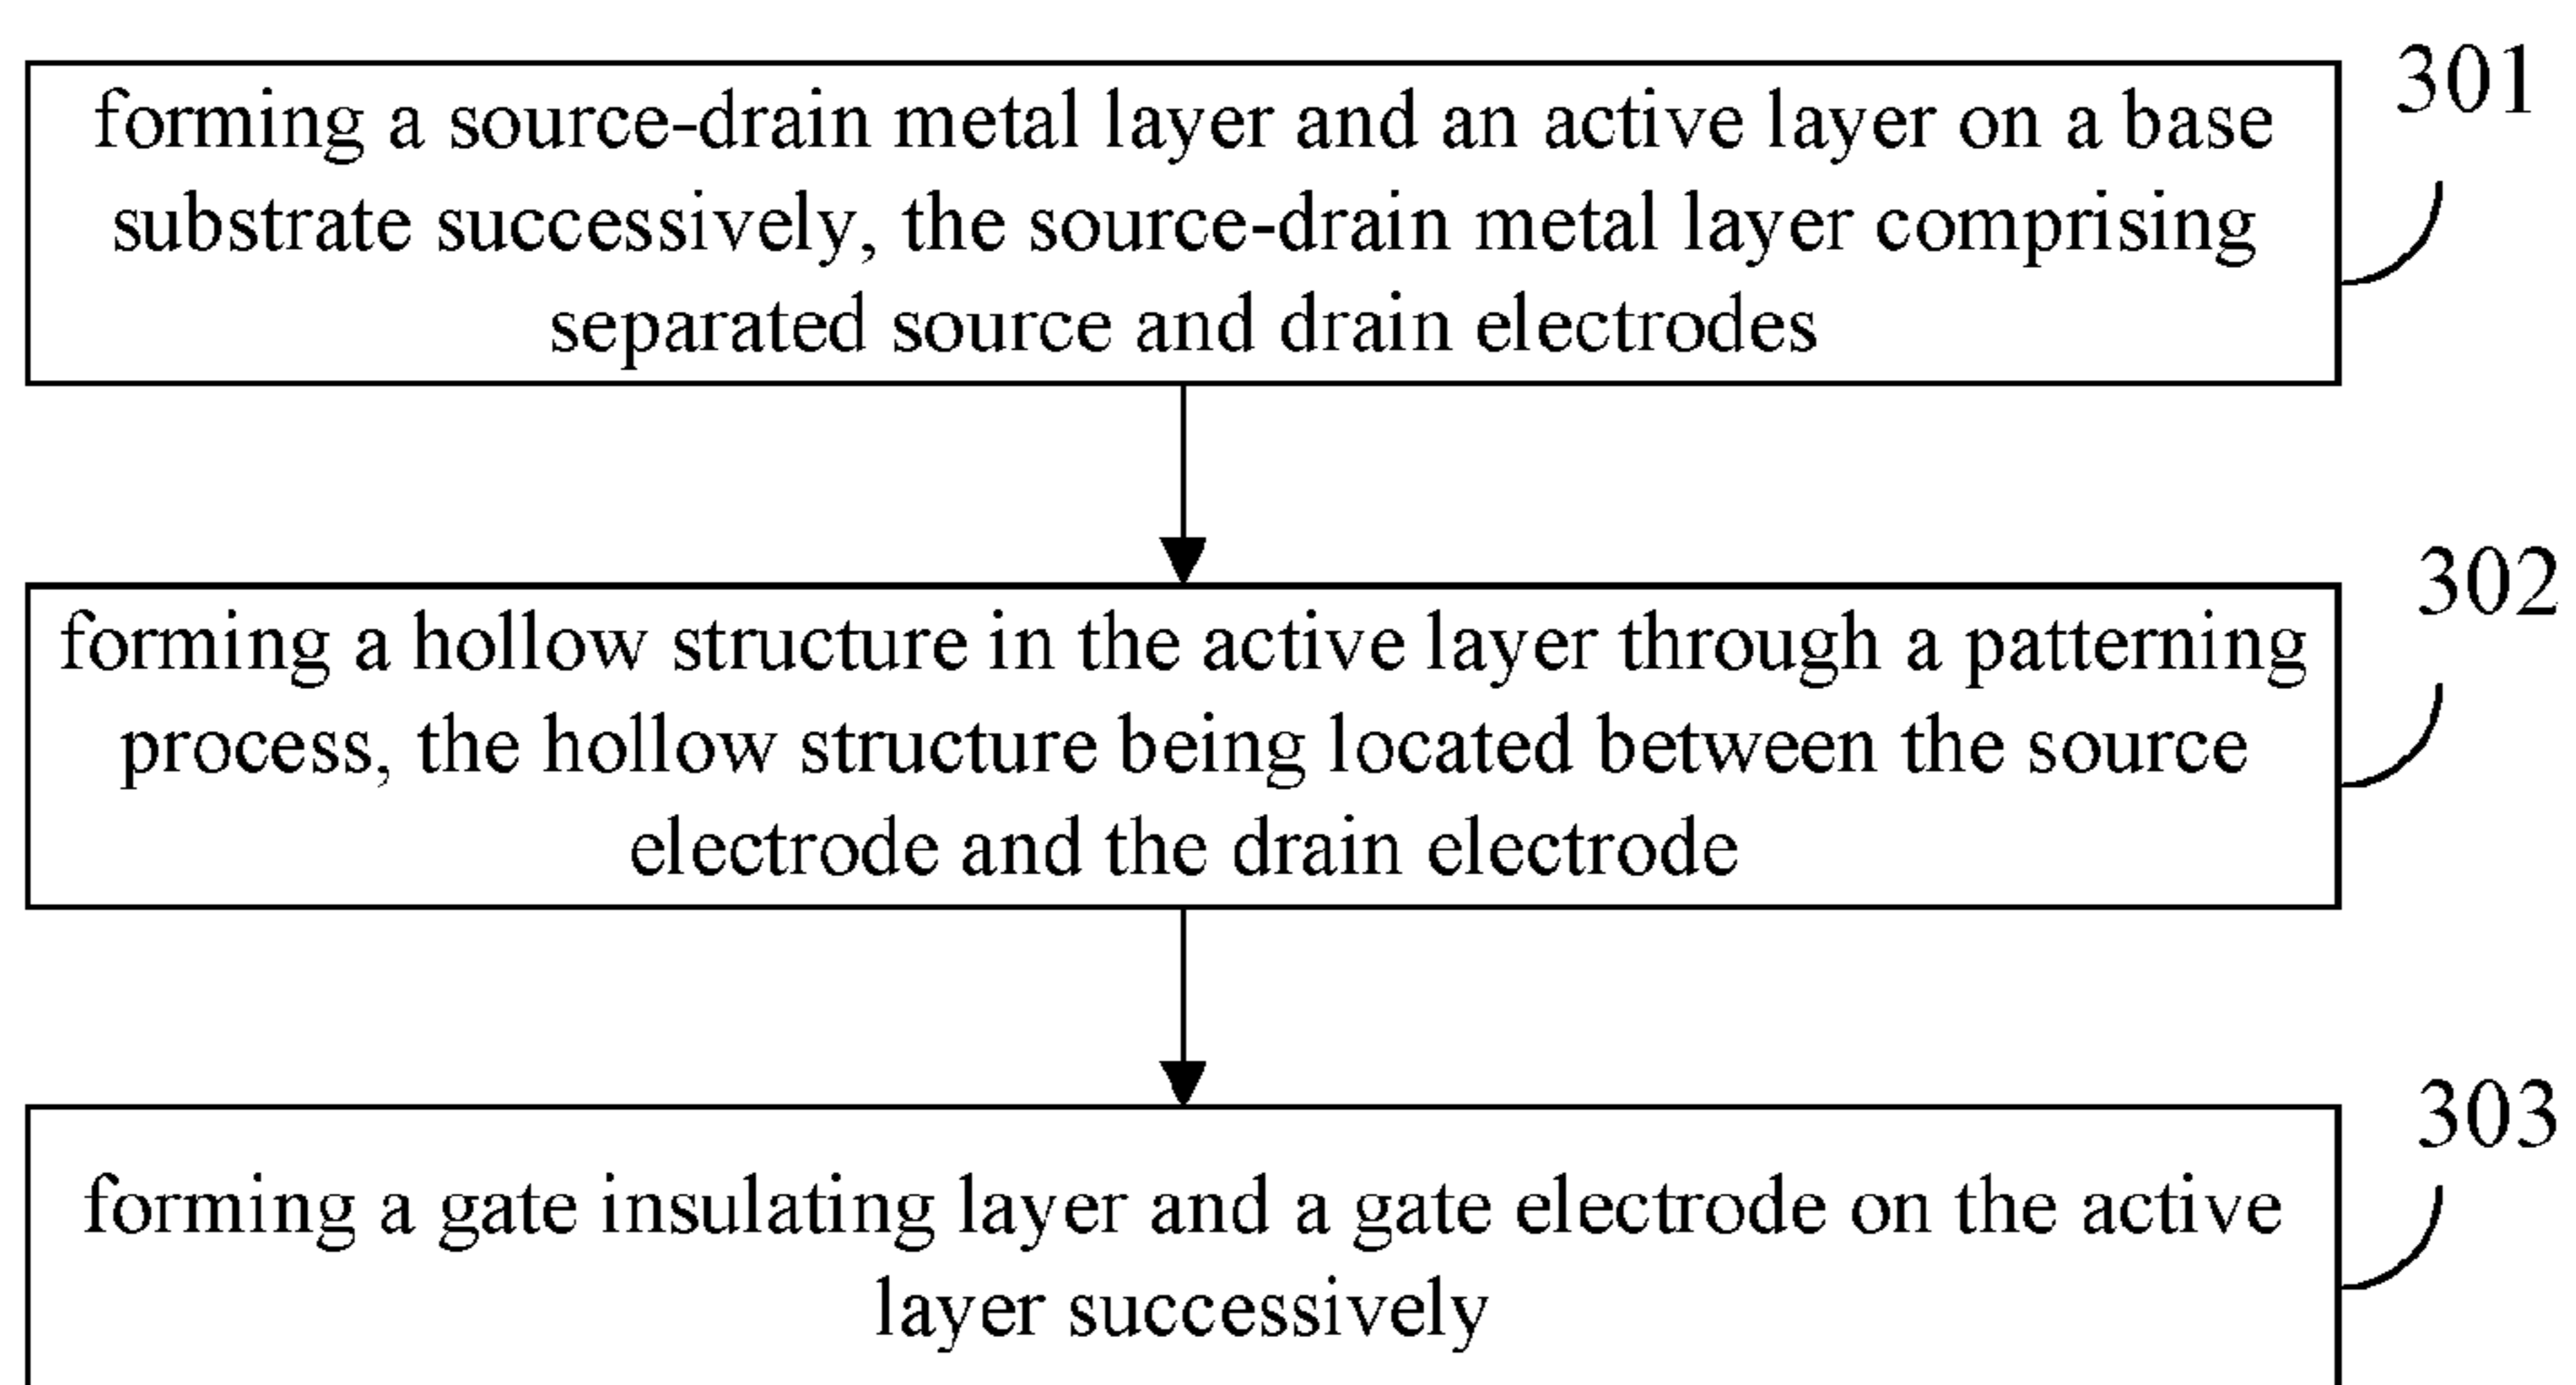 301
forming a source-drain metal layer and an active layer on a base
substrate successively, the source-drain metal layer comprising
separated source and drain electrodes
302
forming a hollow structure in the active layer through a patterning
process, the hollow structure being located between the source
electrode and the drain electrode
303
forming a gate insulating layer and a gate electrode on the active
layer successively